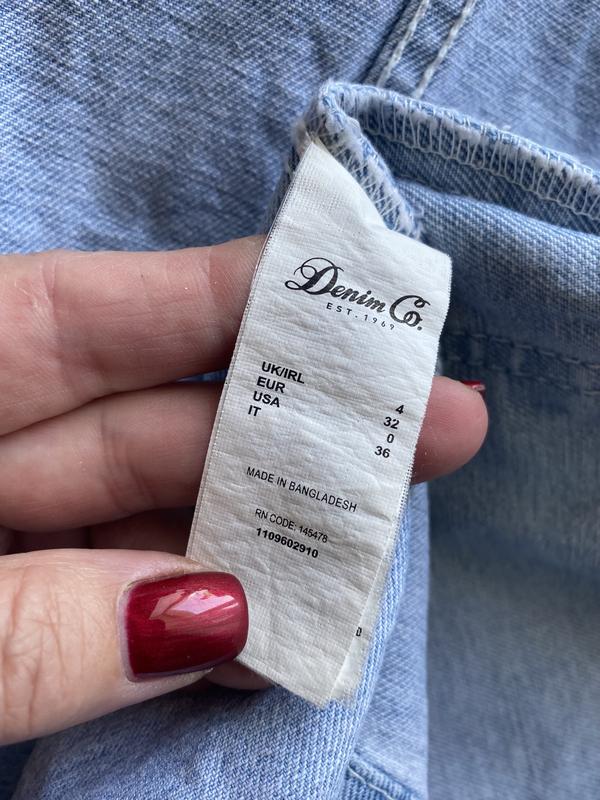 Denim Co.
EST. 1969
UK/IRL 4
EUR 32
USA 0
IT 36
MADE IN BANGLADESH
RN CODE: 145478
1109602910